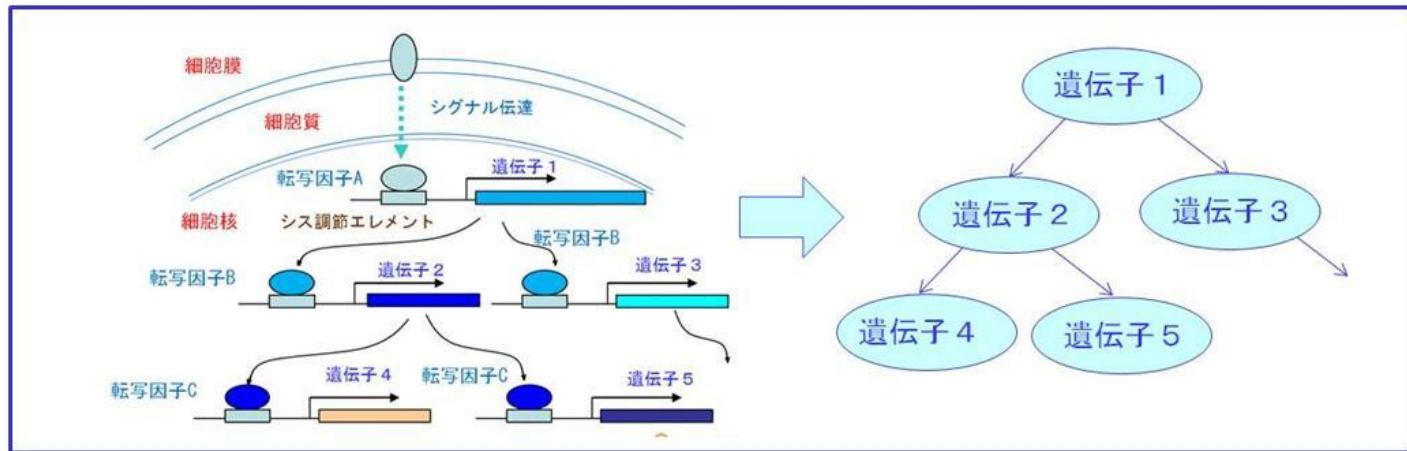 細胞膜
シグナル伝達
細胞質
遺伝子1
転写因子A
細胞核
シス調節エレメント
転写因子B
転写因子B
遺伝子2
遺伝子3
転写因子C
遺伝子4
転写因子C
遺伝子5
遺伝子1
遺伝子2
遺伝子3
遺伝子4
遺伝子5